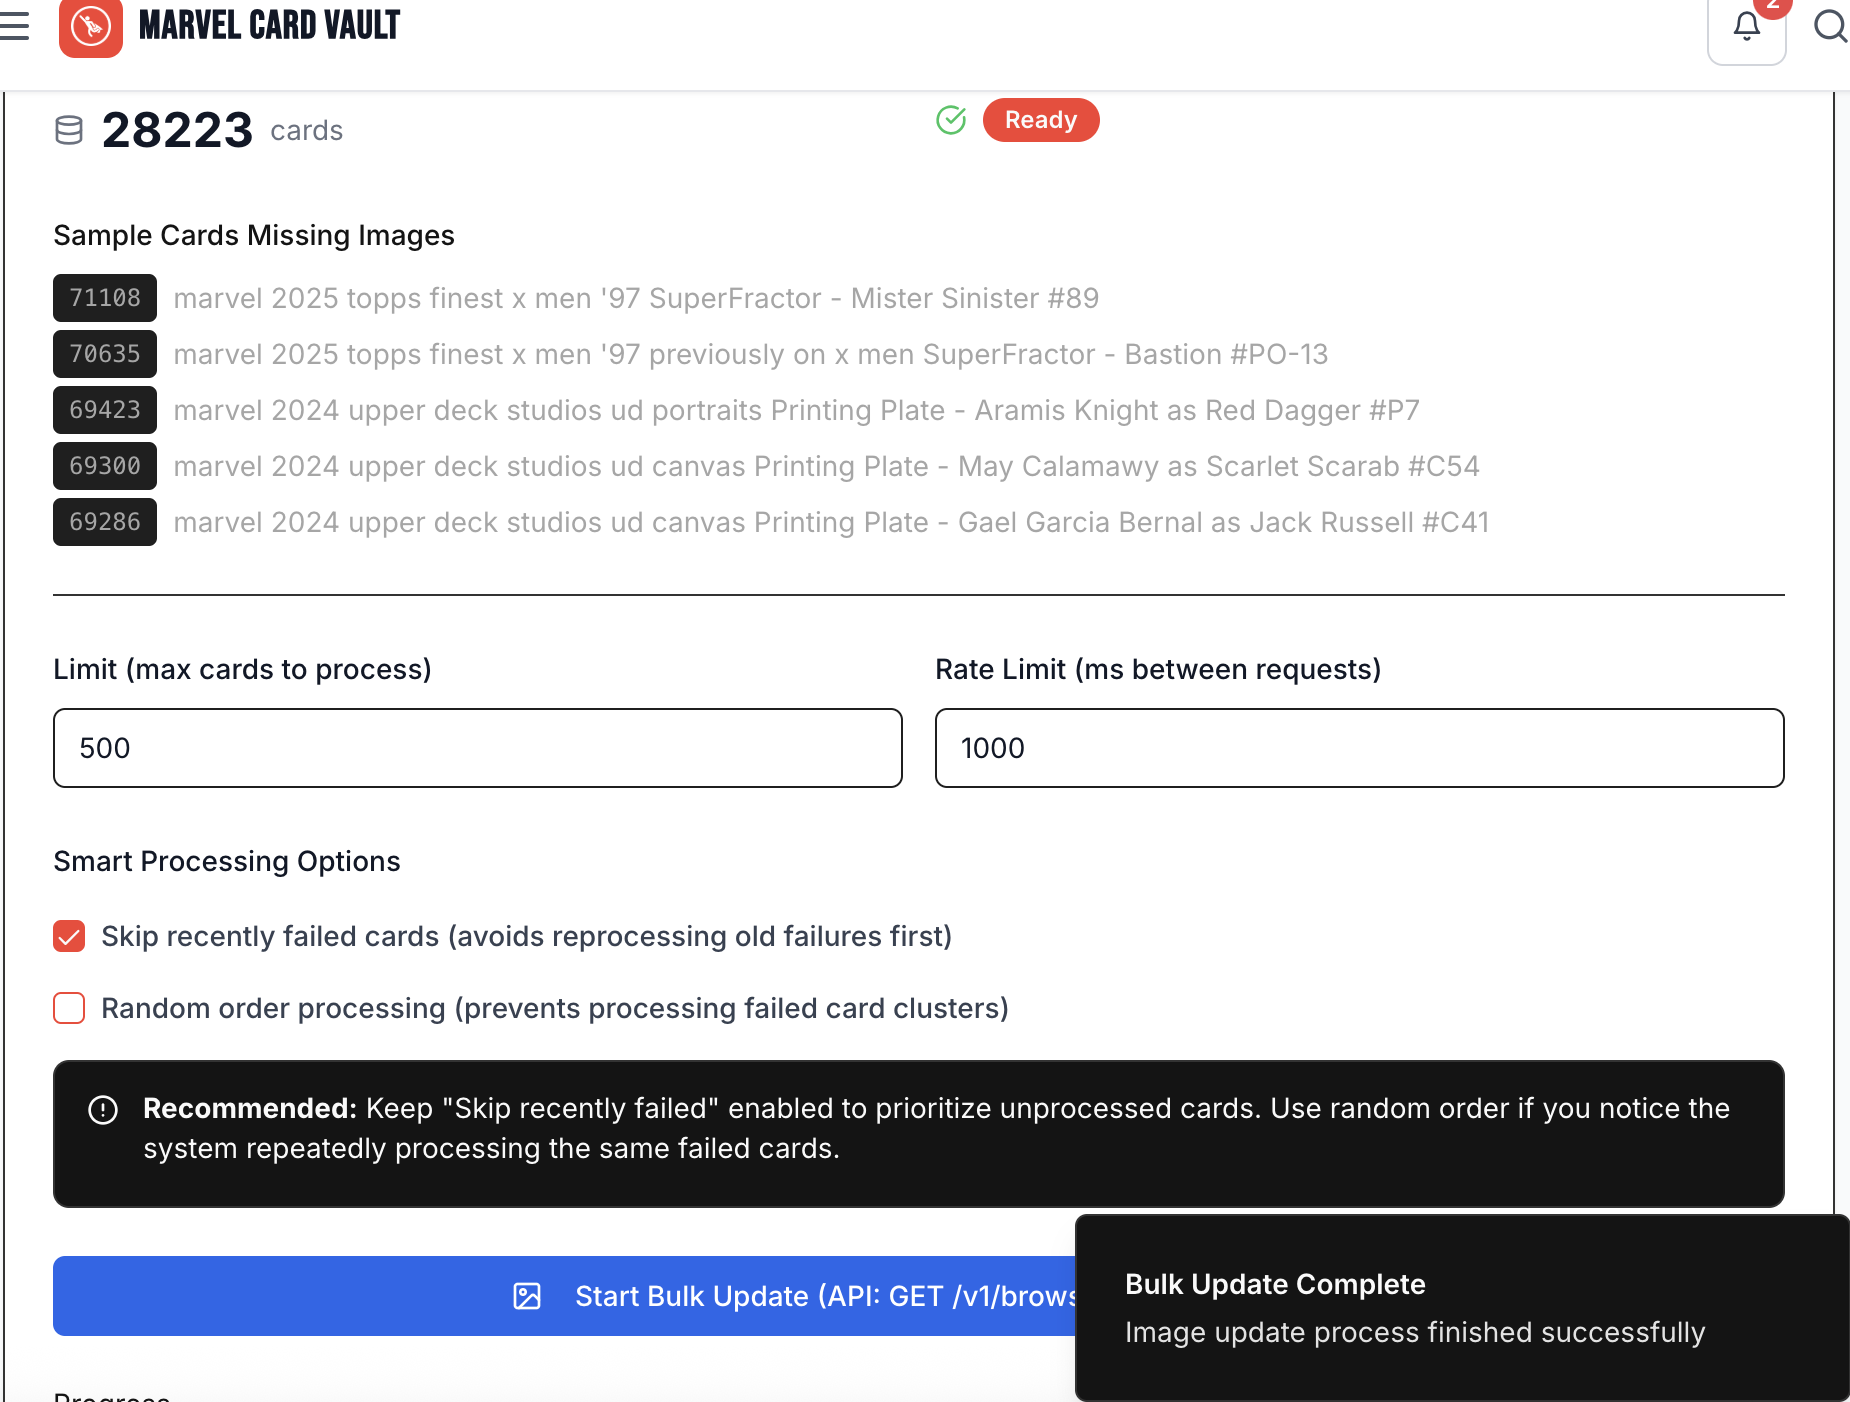 MARVEL CARD VAULT
2
28223 cards
Ready
Sample Cards Missing Images
71108 marvel 2025 topps finest x men '97 SuperFractor - Mister Sinister #89
70635 marvel 2025 topps finest x men '97 previously on x men SuperFractor - Bastion #PO-13
69423 marvel 2024 upper deck studios ud portraits Printing Plate - Aramis Knight as Red Dagger #P7
69300 marvel 2024 upper deck studios ud canvas Printing Plate - May Calamawy as Scarlet Scarab #C54
69286 marvel 2024 upper deck studios ud canvas Printing Plate - Gael Garcia Bernal as Jack Russell #C41
Limit (max cards to process)
500
Rate Limit (ms between requests)
1000
Smart Processing Options
Skip recently failed cards (avoids reprocessing old failures first)
Random order processing (prevents processing failed card clusters)
Recommended: Keep "Skip recently failed" enabled to prioritize unprocessed cards. Use random order if you notice the
system repeatedly processing the same failed cards.
Start Bulk Update (API: GET /v1/brows
Bulk Update Complete
Image update process finished successfully
Progress